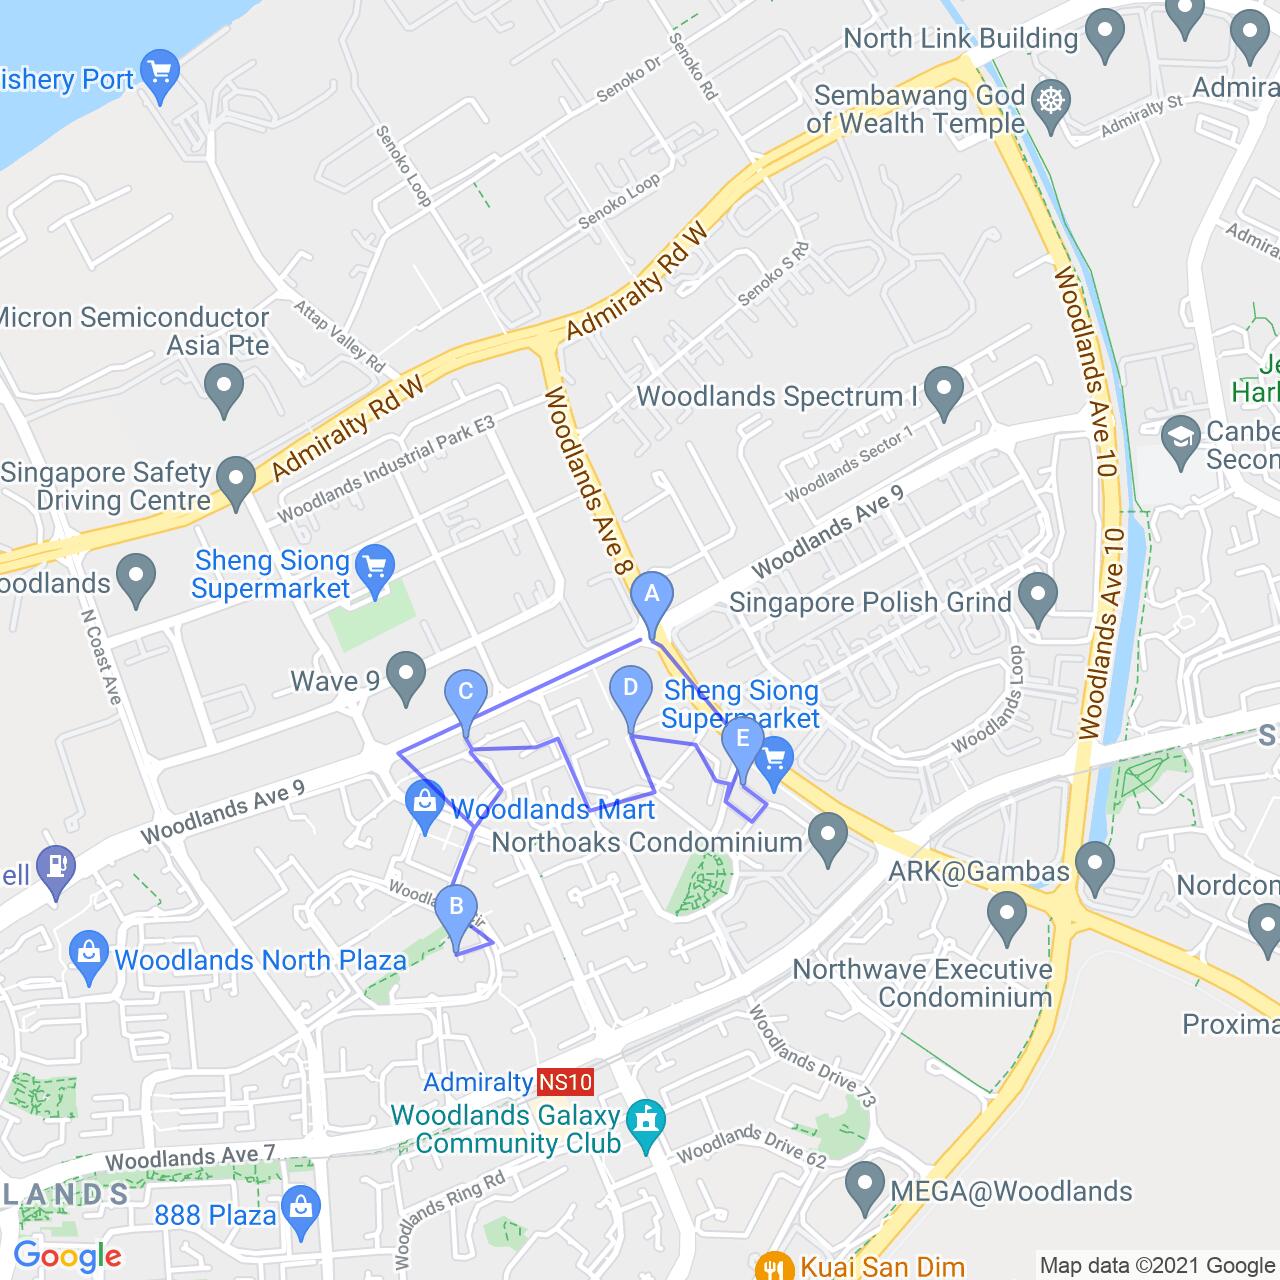 Senoko Dr
Senoko Rd
North Link Building
Admira
ishery Port
Sembawang God
of Wealth Temple
Admiralty St
Senoko Loop
Senoko Loop
Admiralty Rd W
Senoko S Rd
Admiralty
Woodlands Ave 10
Micron Semiconductor
Asia Pte
Attap Valley Rd
Je
Harl
Woodlands Spectrum I
Admiralty Rd W
Woodlands Industrial Park E3
Woodlands Ave 8
Woodlands Sector 1
Canbe
Secon
Singapore Safety
Driving Centre
Woodlands Ave 9
Woodlands Ave 10
Sheng Siong
Supermarket
oodlands
A
Singapore Polish Grind
N Coast Ave
Wave 9
C
D
Sheng Siong
Supermarket
Woodlands Loop
E
S
Woodlands Ave 9
Woodlands Mart
Northoaks Condominium
ell
ARK@Gambas
Nordcon
B
Woodlands North Plaza
Northwave Executive
Condominium
Proxima
Woodlands Drive 73
Admiralty NS10
Woodlands Galaxy
Community Club
Woodlands Drive 62
Woodlands Ave 7
LANDS
Woodlands Ring Rd
MEGA@Woodlands
888 Plaza
Google
Kuai San Dim
Map data ©2021 Google